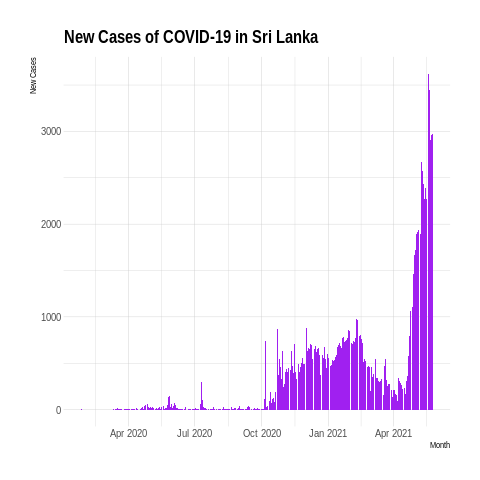 New Cases of COVID-19 in Sri Lanka
New Cases
3000
2000
1000
0
Apr 2020 Jul 2020 Oct 2020 Jan 2021 Apr 2021
Month